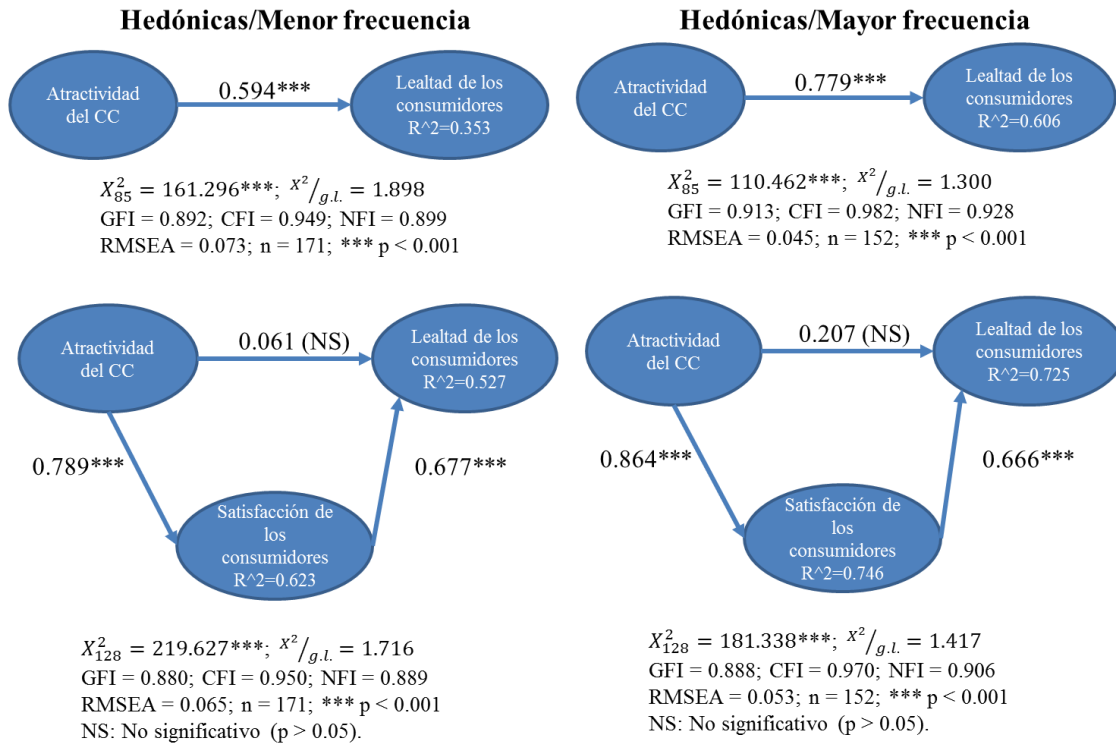 Hedónicas/Menor frecuencia
Atractividad
del CC
0.594***
Lealtad de los
consumidores
R^2=0.353
X²₈₅ = 161.296***; X²/g.l. = 1.898
GFI = 0.892; CFI = 0.949; NFI = 0.899
RMSEA = 0.073; n = 171; *** p < 0.001
Atractividad
del CC
0.061 (NS)
Lealtad de los
consumidores
R^2=0.527
0.789***
0.677***
Satisfacción de
los
consumidores
R^2=0.623
X²₁₂₈ = 219.627***; X²/g.l. = 1.716
GFI = 0.880; CFI = 0.950; NFI = 0.889
RMSEA = 0.065; n = 171; *** p < 0.001
NS: No significativo (p > 0.05).
Hedónicas/Mayor frecuencia
Atractividad
del CC
0.779***
Lealtad de los
consumidores
R^2=0.606
X²₈₅ = 110.462***; X²/g.l. = 1.300
GFI = 0.913; CFI = 0.982; NFI = 0.928
RMSEA = 0.045; n = 152; *** p < 0.001
Atractividad
del CC
0.207 (NS)
Lealtad de los
consumidores
R^2=0.725
0.864***
0.666***
Satisfacción de
los
consumidores
R^2=0.746
X²₁₂₈ = 181.338***; X²/g.l. = 1.417
GFI = 0.888; CFI = 0.970; NFI = 0.906
RMSEA = 0.053; n = 152; *** p < 0.001
NS: No significativo (p > 0.05).